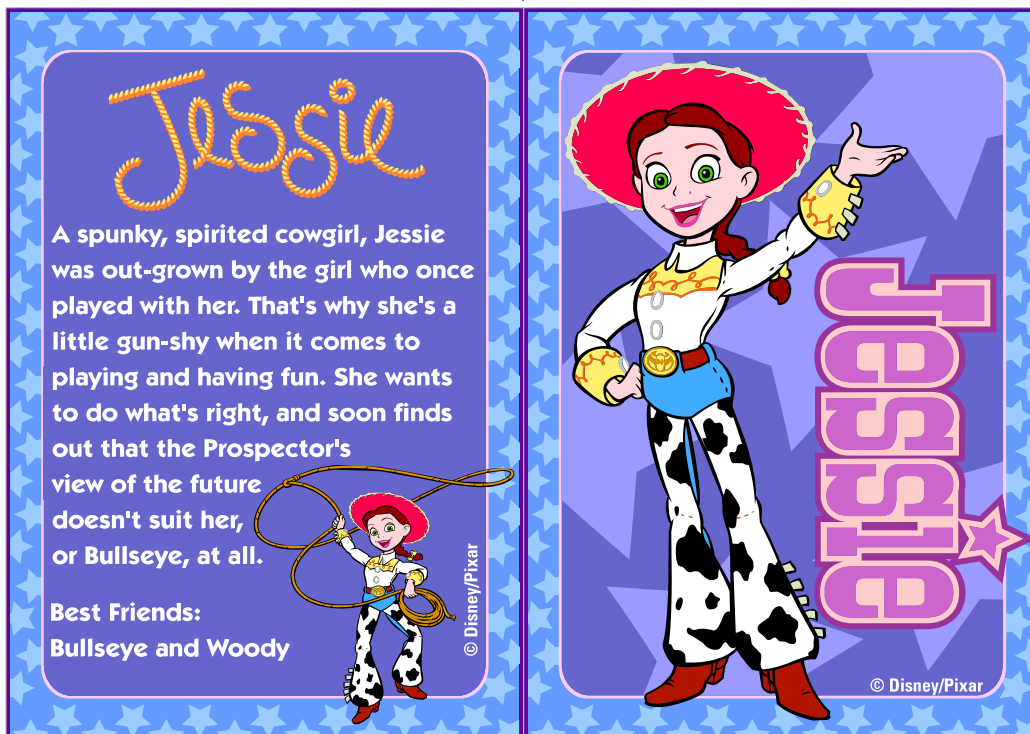 Jessie
A spunky, spirited cowgirl, Jessie
was out-grown by the girl who once
played with her. That's why she's a
little gun-shy when it comes to
playing and having fun. She wants
to do what's right, and soon finds
out that the Prospector's
view of the future
doesn't suit her,
or Bullseye, at all.
Best Friends:
Bullseye and Woody
© Disney/Pixar
Jessie
© Disney/Pixar